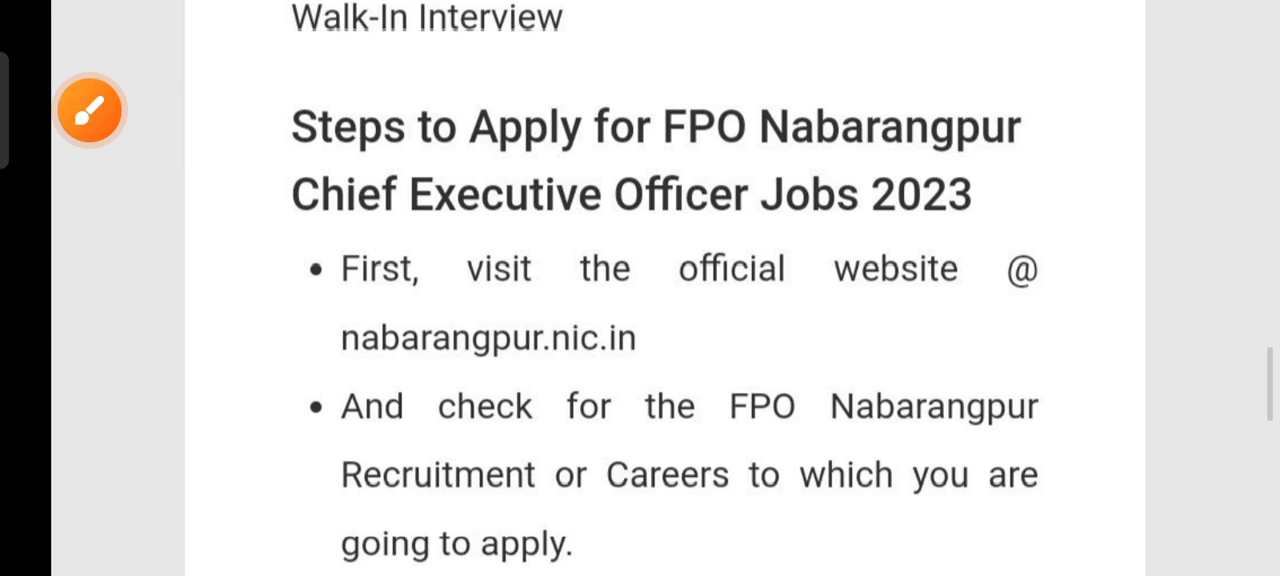 Walk-In Interview
Steps to Apply for FPO Nabarangpur
Chief Executive Officer Jobs 2023
• First, visit the official website @
nabarangpur.nic.in
• And check for the FPO Nabarangpur
Recruitment or Careers to which you are
going to apply.